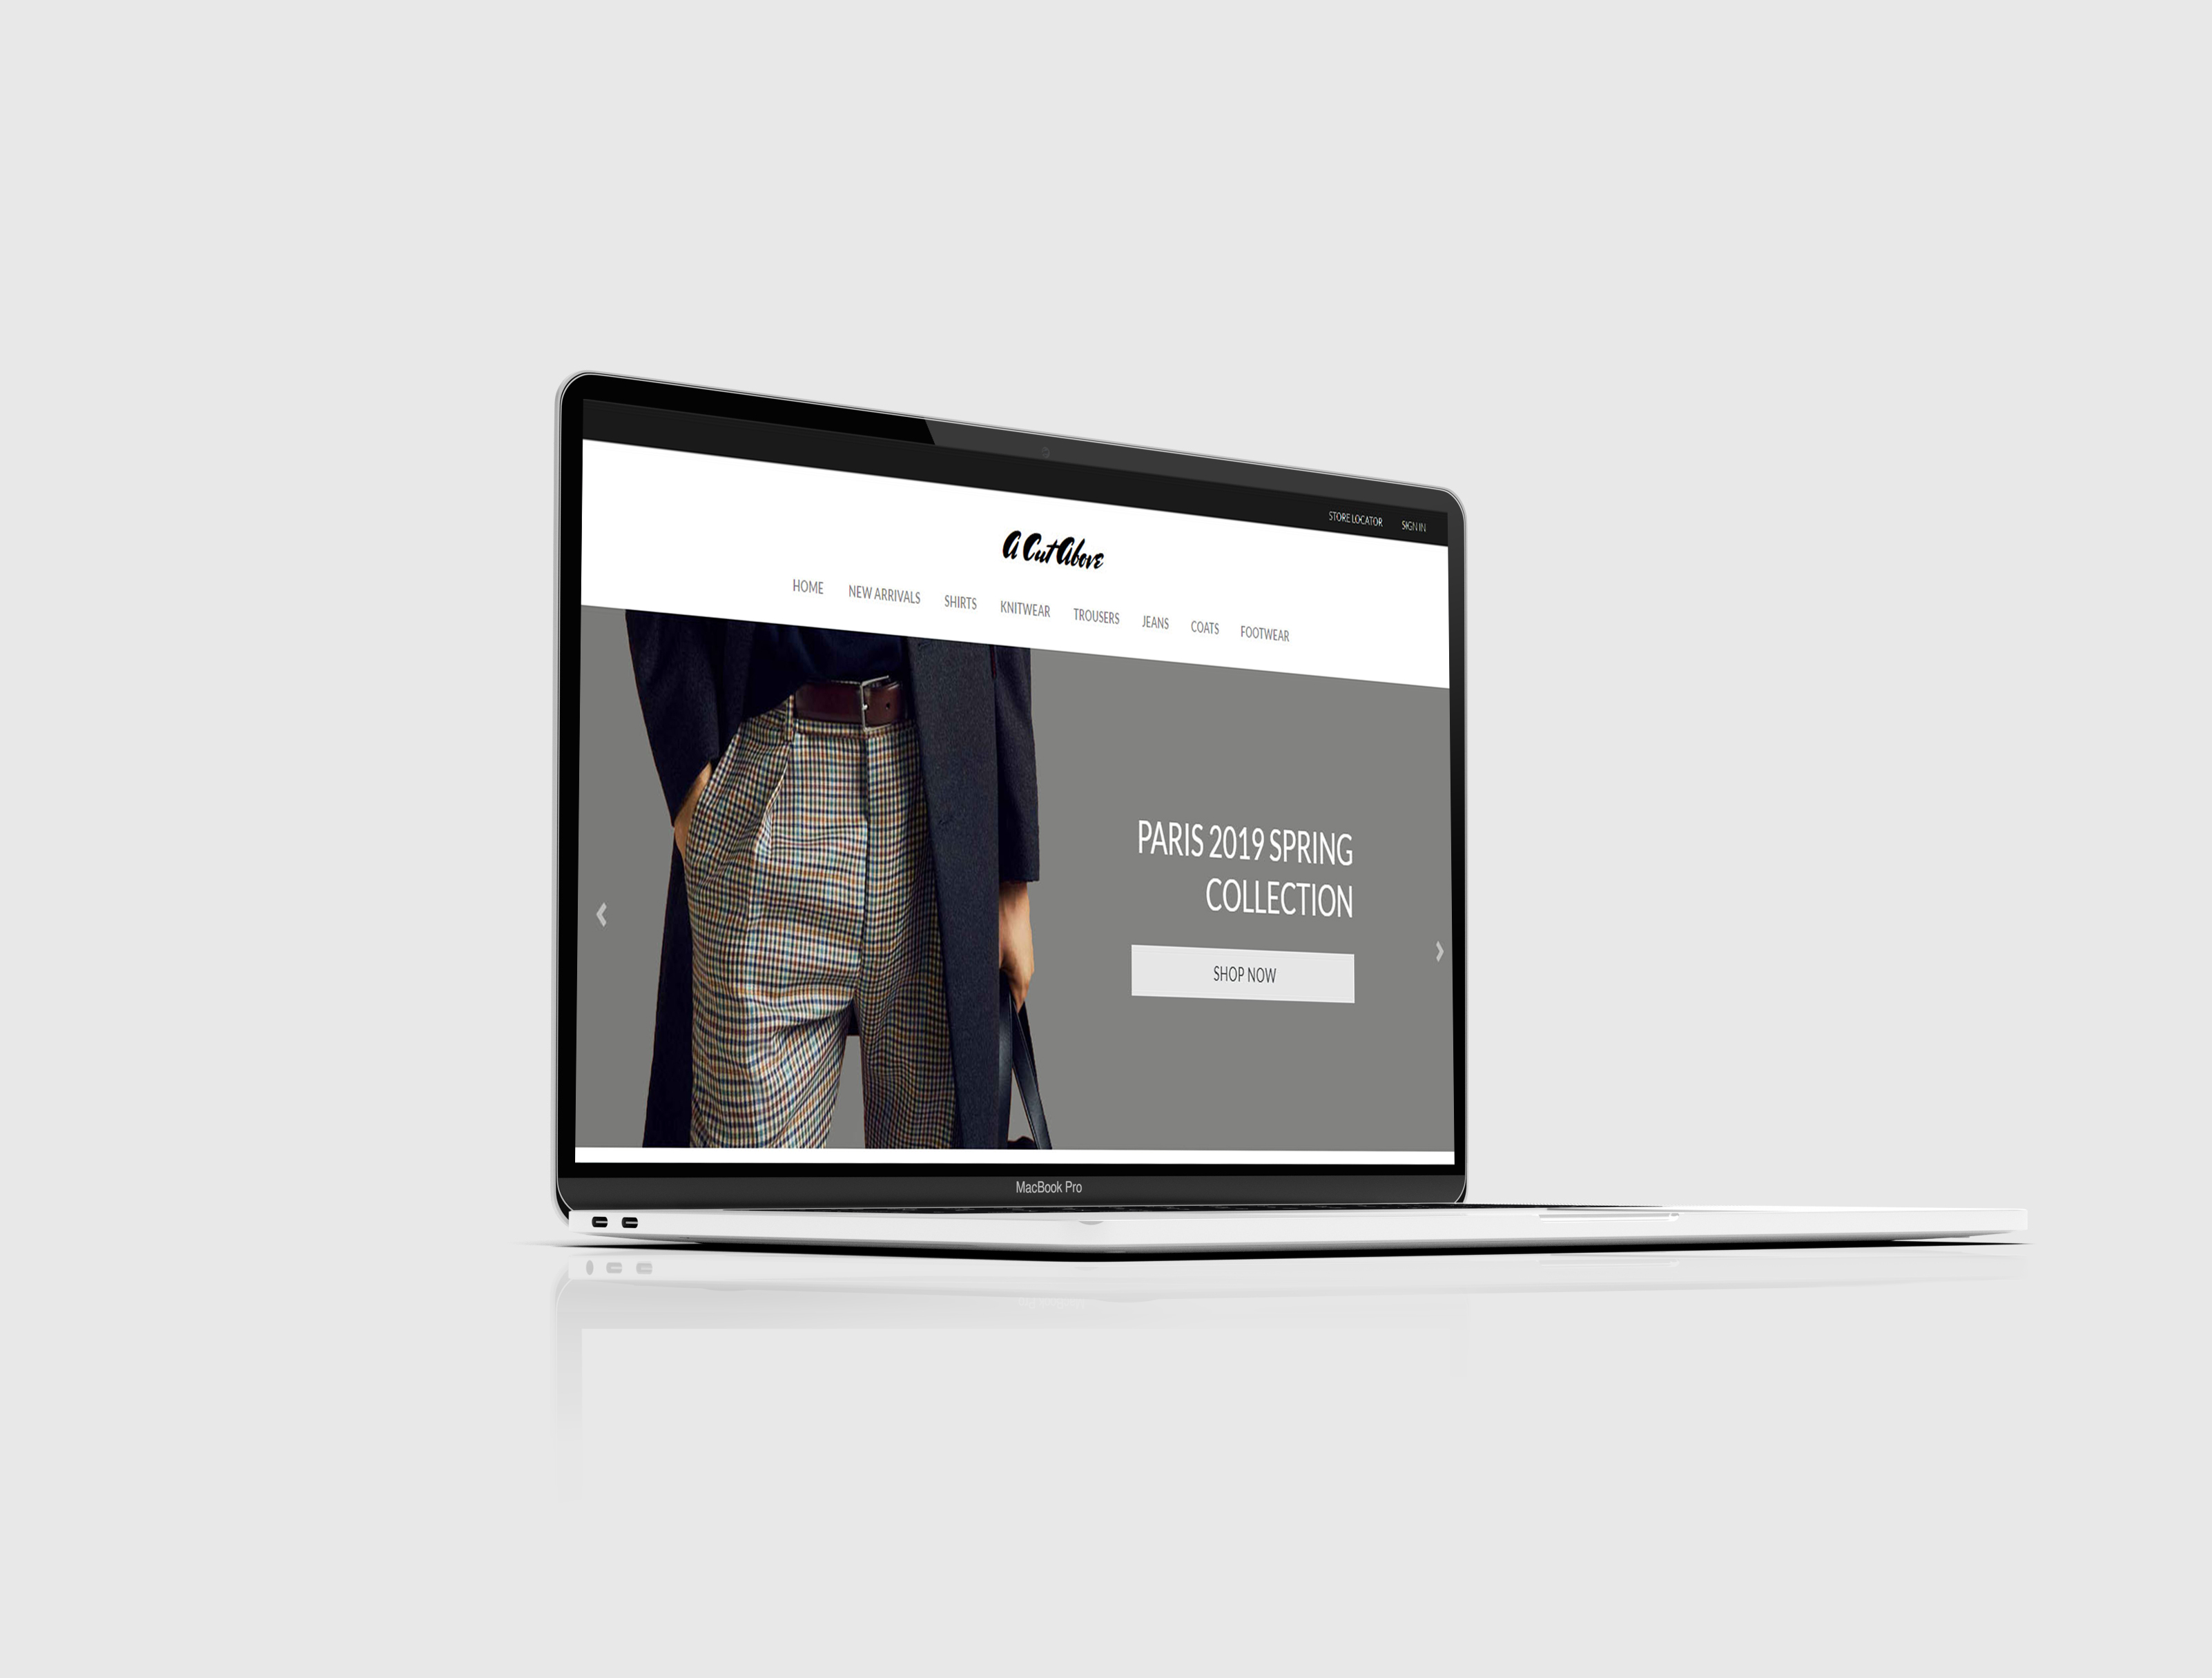 STORE LOCATOR SIGN IN
A Cut Above
HOME NEW ARRIVALS SHIRTS KNITWEAR TROUSERS JEANS COATS FOOTWEAR
PARIS 2019 SPRING
COLLECTION
SHOP NOW
MacBook Pro